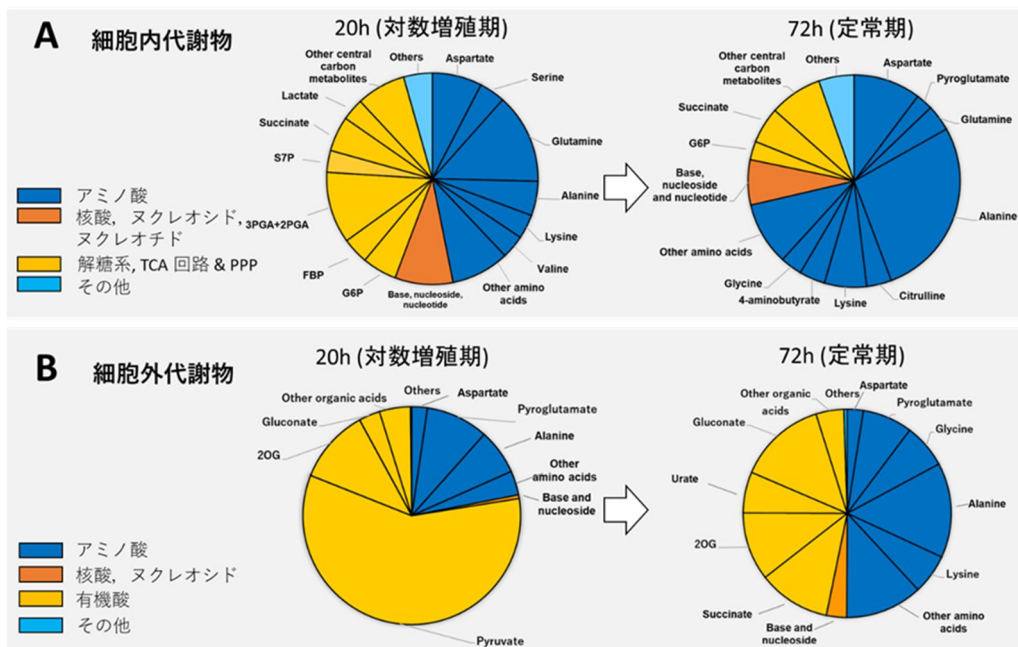 A 細胞内代謝物
20h (対数増殖期)
72h (定常期)
Other central
carbon
metabolites
Others
Aspartate
Serine
Glutamine
Alanine
Lysine
Valine
Other amino
acids
Base, nucleoside,
nucleotide
G6P
FBP
3PGA+2PGA
S7P
Succinate
Lactate
Other central
carbon
metabolites
Others
Aspartate
Pyroglutamate
Glutamine
Alanine
Citrulline
Lysine
4-aminobutyrate
Glycine
Other amino acids
Base,
nucleoside
and nucleotide
G6P
Succinate
アミノ酸
核酸，ヌクレオシド，
ヌクレオチド
解糖系, TCA 回路 & PPP
その他
B 細胞外代謝物
20h (対数増殖期)
72h (定常期)
Other organic acids
Others
Aspartate
Pyroglutamate
Alanine
Other
amino acids
Base and
nucleoside
Pyruvate
2OG
Gluconate
Other organic
acids
Others
Aspartate
Pyroglutamate
Glycine
Alanine
Lysine
Other amino
acids
Base and
nucleoside
Succinate
2OG
Urate
Gluconate
アミノ酸
核酸，ヌクレオシド
有機酸
その他